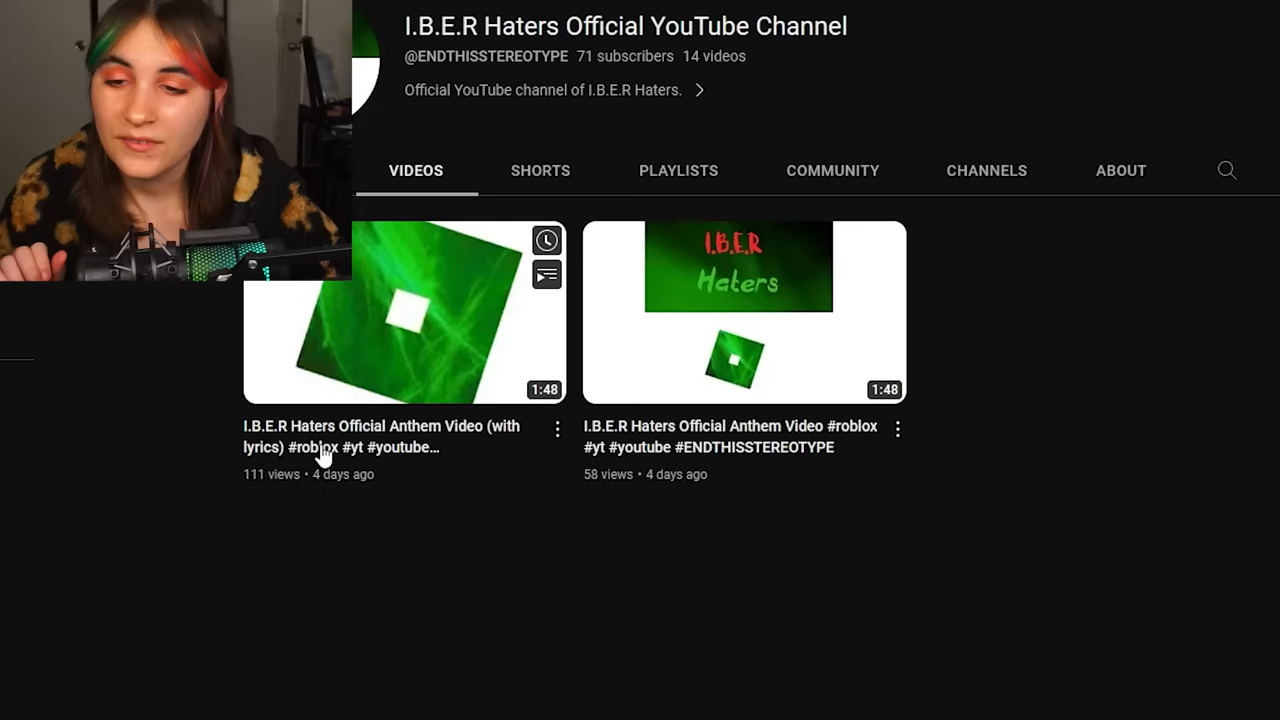 I.B.E.R Haters Official YouTube Channel
@ENDTHISSTEREOTYPE 71 subscribers 14 videos
Official YouTube channel of I.B.E.R Haters.
VIDEOS SHORTS PLAYLISTS COMMUNITY CHANNELS ABOUT
I.B.E.R
Haters
1:48
1:48
I.B.E.R Haters Official Anthem Video (with
lyrics) #roblox #yt #youtube...
111 views • 4 days ago
I.B.E.R Haters Official Anthem Video #roblox
#yt #youtube #ENDTHISSTEREOTYPE
58 views • 4 days ago